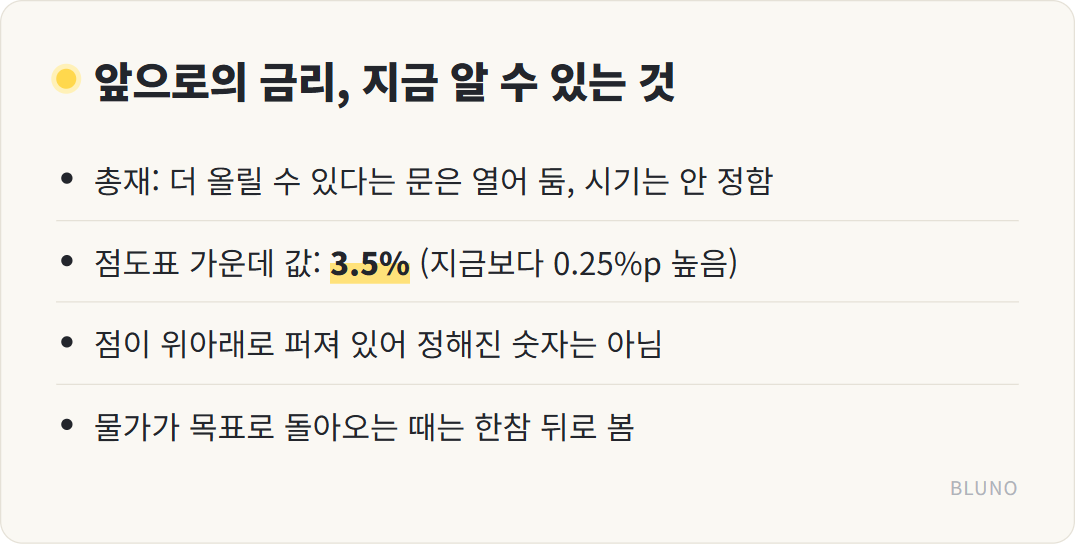 앞으로의 금리, 지금 알 수 있는 것
총재: 더 올릴 수 있다는 문은 열어 둠, 시기는 안 정함
점도표 가운데 값: 3.5% (지금보다 0.25%p 높음)
점이 위아래로 퍼져 있어 정해진 숫자는 아님
물가가 목표로 돌아오는 때는 한참 뒤로 봄
BLUNO